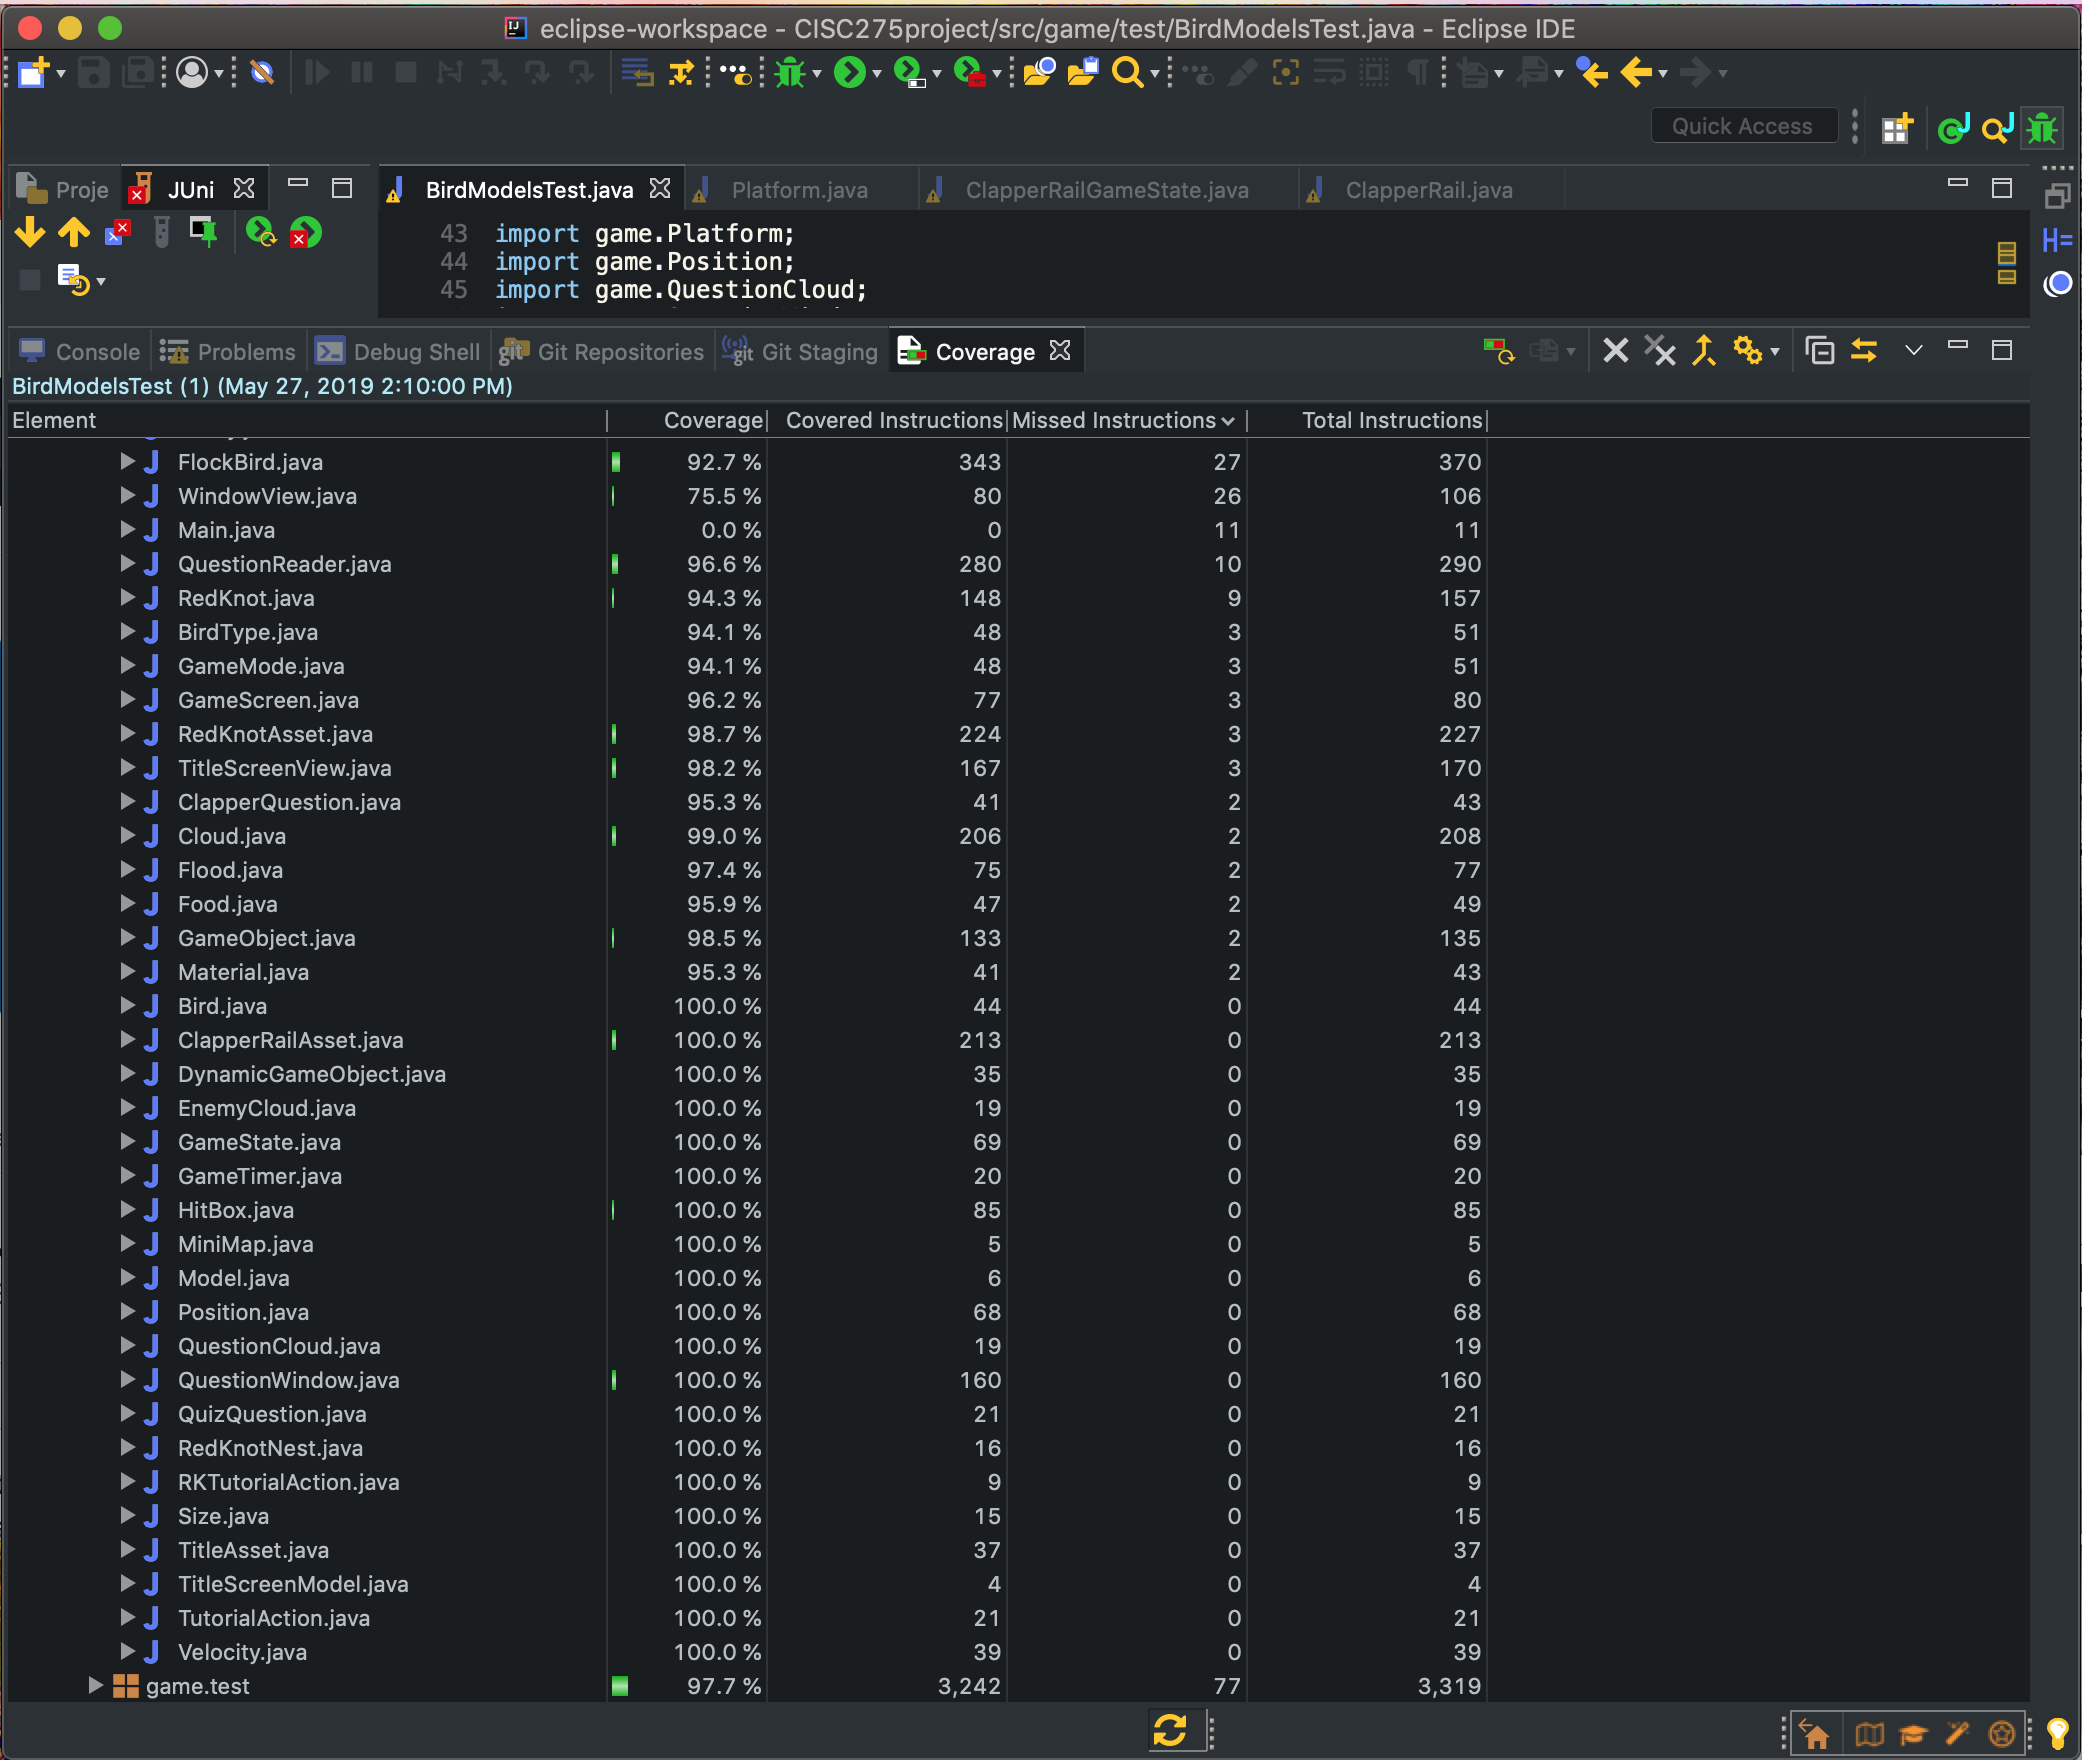 eclipse-workspace - CISC275project/src/game/test/BirdModelsTest.java - Eclipse IDE
Quick Access
Proje JUni BirdModelsTest.java Platform.java ClapperRailGameState.java ClapperRail.java
43 import game.Platform;
44 import game.Position;
45 import game.QuestionCloud;
Console Problems Debug Shell Git Repositories Git Staging Coverage
BirdModelsTest (1) (May 27, 2019 2:10:00 PM)
Element Coverage Covered Instructions Missed Instructions Total Instructions
FlockBird.java 92.7 % 343 27 370
WindowView.java 75.5 % 80 26 106
Main.java 0.0 % 0 11 11
QuestionReader.java 96.6 % 280 10 290
RedKnot.java 94.3 % 148 9 157
BirdType.java 94.1 % 48 3 51
GameMode.java 94.1 % 48 3 51
GameScreen.java 96.2 % 77 3 80
RedKnotAsset.java 98.7 % 224 3 227
TitleScreenView.java 98.2 % 167 3 170
ClapperQuestion.java 95.3 % 41 2 43
Cloud.java 99.0 % 206 2 208
Flood.java 97.4 % 75 2 77
Food.java 95.9 % 47 2 49
GameObject.java 98.5 % 133 2 135
Material.java 95.3 % 41 2 43
Bird.java 100.0 % 44 0 44
ClapperRailAsset.java 100.0 % 213 0 213
DynamicGameObject.java 100.0 % 35 0 35
EnemyCloud.java 100.0 % 19 0 19
GameState.java 100.0 % 69 0 69
GameTimer.java 100.0 % 20 0 20
HitBox.java 100.0 % 85 0 85
MiniMap.java 100.0 % 5 0 5
Model.java 100.0 % 6 0 6
Position.java 100.0 % 68 0 68
QuestionCloud.java 100.0 % 19 0 19
QuestionWindow.java 100.0 % 160 0 160
QuizQuestion.java 100.0 % 21 0 21
RedKnotNest.java 100.0 % 16 0 16
RKTutorialAction.java 100.0 % 9 0 9
Size.java 100.0 % 15 0 15
TitleAsset.java 100.0 % 37 0 37
TitleScreenModel.java 100.0 % 4 0 4
TutorialAction.java 100.0 % 21 0 21
Velocity.java 100.0 % 39 0 39
game.test 97.7 % 3,242 77 3,319